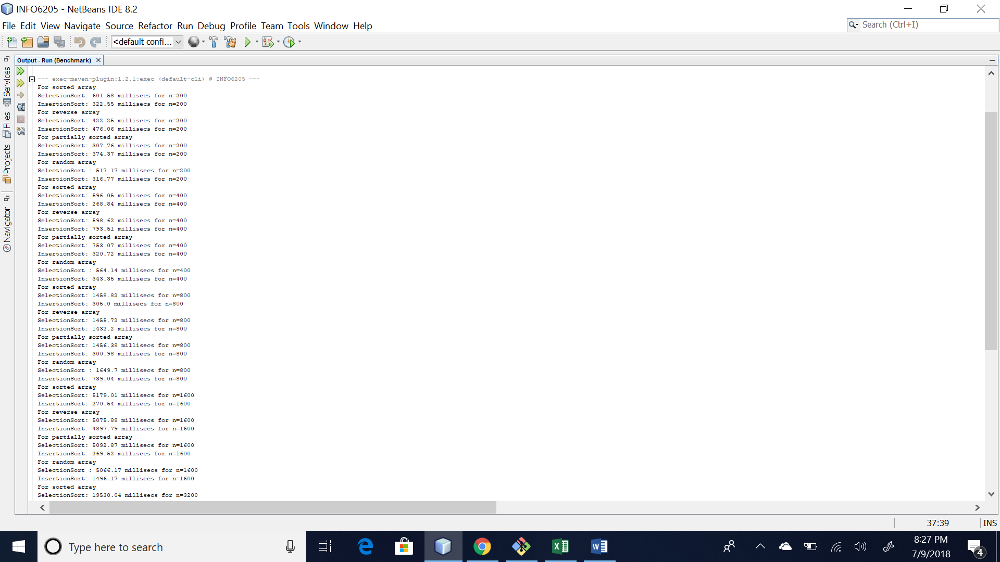 INFO6205 - NetBeans IDE 8.2
File Edit View Navigate Source Refactor Run Debug Profile Team Tools Window Help
Search (Ctrl+I)
<default confi...
Output - Run (Benchmark)
Services
Files
Projects
Navigator
--- exec-maven-plugin:1.2.1:exec (default-cli) @ INFO6205 ---
For sorted array
SelectionSort: 601.58 millisecs for n=200
InsertionSort: 322.55 millisecs for n=200
For reverse array
SelectionSort: 422.25 millisecs for n=200
InsertionSort: 476.06 millisecs for n=200
For partially sorted array
SelectionSort: 307.76 millisecs for n=200
InsertionSort: 374.37 millisecs for n=200
For random array
SelectionSort : 517.17 millisecs for n=200
InsertionSort: 316.77 millisecs for n=200
For sorted array
SelectionSort: 596.05 millisecs for n=400
InsertionSort: 268.84 millisecs for n=400
For reverse array
SelectionSort: 598.62 millisecs for n=400
InsertionSort: 793.51 millisecs for n=400
For partially sorted array
SelectionSort: 753.07 millisecs for n=400
InsertionSort: 320.72 millisecs for n=400
For random array
SelectionSort : 564.14 millisecs for n=400
InsertionSort: 343.35 millisecs for n=400
For sorted array
SelectionSort: 1458.82 millisecs for n=800
InsertionSort: 305.0 millisecs for n=800
For reverse array
SelectionSort: 1455.72 millisecs for n=800
InsertionSort: 1432.2 millisecs for n=800
For partially sorted array
SelectionSort: 1456.38 millisecs for n=800
InsertionSort: 300.98 millisecs for n=800
For random array
SelectionSort : 1649.7 millisecs for n=800
InsertionSort: 739.04 millisecs for n=800
For sorted array
SelectionSort: 5179.01 millisecs for n=1600
InsertionSort: 270.54 millisecs for n=1600
For reverse array
SelectionSort: 5075.88 millisecs for n=1600
InsertionSort: 4897.79 millisecs for n=1600
For partially sorted array
SelectionSort: 5092.87 millisecs for n=1600
InsertionSort: 269.52 millisecs for n=1600
For random array
SelectionSort : 5066.17 millisecs for n=1600
InsertionSort: 1496.17 millisecs for n=1600
For sorted array
SelectionSort: 19530.04 millisecs for n=3200
37:39
INS
Type here to search
8:27 PM
7/9/2018
4